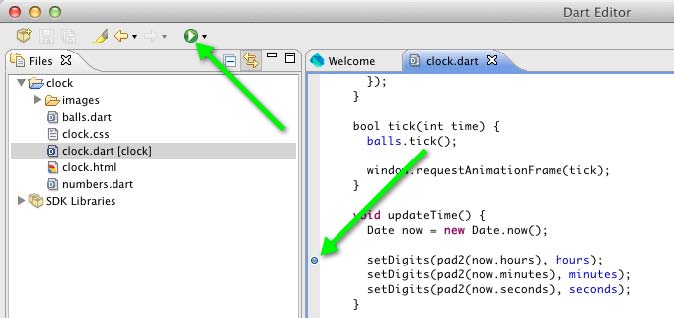 Dart Editor
Files
clock
images
balls.dart
clock.css
clock.dart [clock]
clock.html
numbers.dart
SDK Libraries
Welcome
clock.dart
});
}
bool tick(int time) {
balls.tick();
window.requestAnimationFrame(tick);
}
void updateTime() {
Date now = new Date.now();
setDigits(pad2(now.hours), hours);
setDigits(pad2(now.minutes), minutes);
setDigits(pad2(now.seconds), seconds);
}